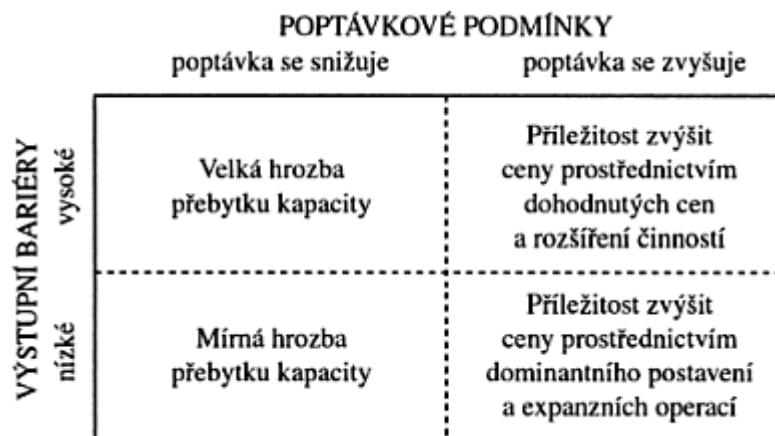 POPTÁVKOVÉ PODMÍNKY
poptávka se snižuje
poptávka se zvyšuje
VÝSTUPNÍ BARIÉRY
vysoké
Velká hrozba
přebytku kapacity
Příležitost zvýšit
ceny prostřednictvím
dohodnutých cen
a rozšíření činností
nízké
Mírná hrozba
přebytku kapacity
Příležitost zvýšit
ceny prostřednictvím
dominantního postavení
a expanzních operací